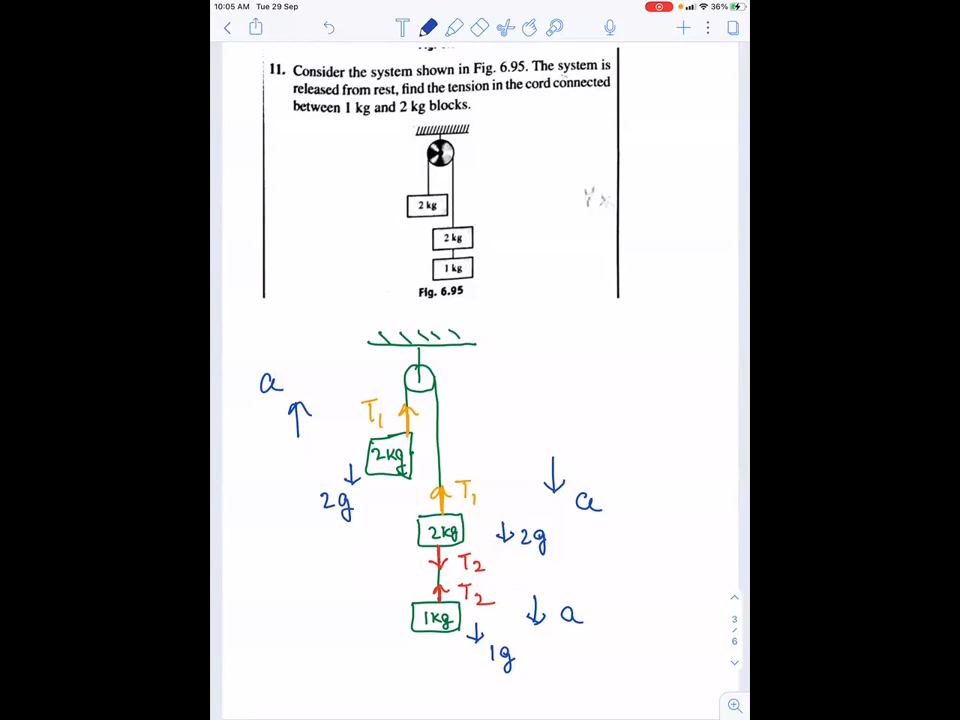 10:05 AM Tue 29 Sep
36%
11. Consider the system shown in Fig. 6.95. The system is
released from rest, find the tension in the cord connected
between 1 kg and 2 kg blocks.
2 kg
2 kg
1 kg
Fig. 6.95
a
T1
2kg
2g
T1
a
2kg
2g
T2
T2
1kg
a
1g
3
/
6